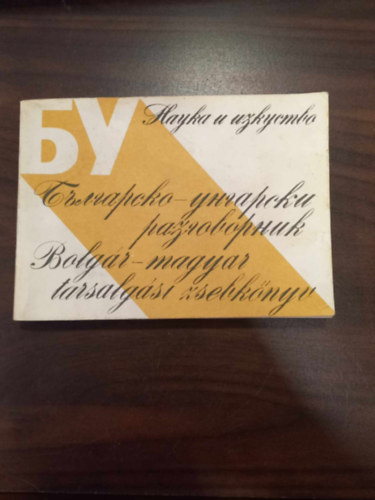 БУ
Наука и изкуство
Българско-унгарски
разговорник
Bolgár-magyar
társalgási zsebkönyv